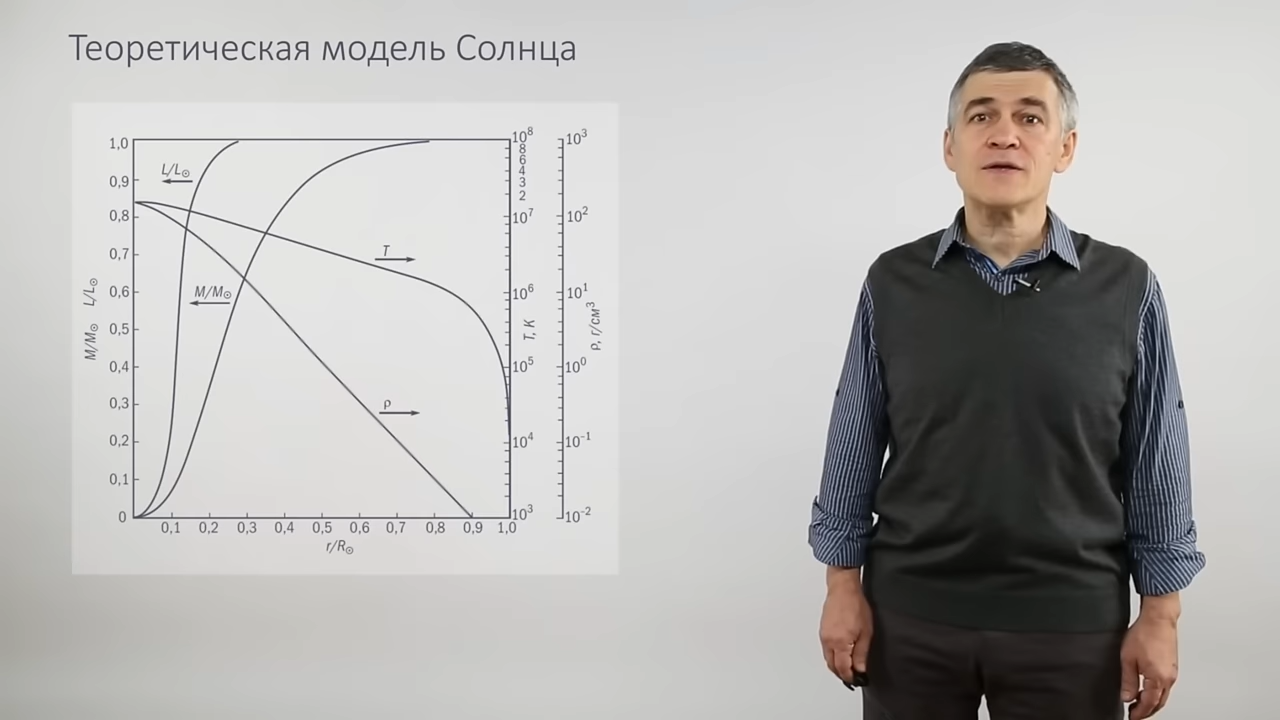 Теоретическая модель Солнца
1,0
0,9
0,8
0,7
0,6
0,5
0,4
0,3
0,2
0,1
0
M/M☉ L/L☉
L/L☉
M/M☉
T
ρ
10⁸
8
6
4
3
2
10⁷
10⁶
10⁵
10⁴
10³
T, К
10³
10²
10¹
10⁰
10⁻¹
10⁻²
ρ, г/см³
0,1 0,2 0,3 0,4 0,5 0,6 0,7 0,8 0,9 1,0
r/R☉